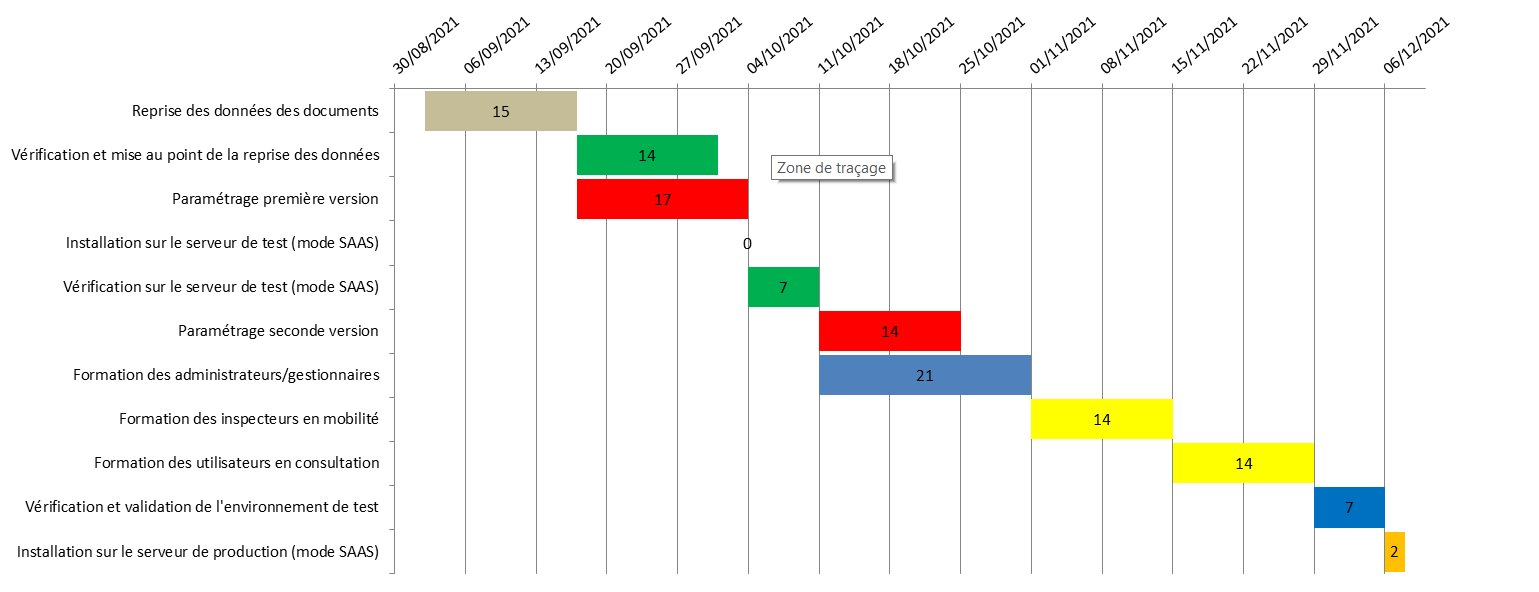 30/08/2021
06/09/2021
13/09/2021
20/09/2021
27/09/2021
04/10/2021
11/10/2021
18/10/2021
25/10/2021
01/11/2021
08/11/2021
15/11/2021
22/11/2021
29/11/2021
06/12/2021
Reprise des données des documents
15
Vérification et mise au point de la reprise des données
14
Zone de traçage
Paramétrage première version
17
Installation sur le serveur de test (mode SAAS)
0
Vérification sur le serveur de test (mode SAAS)
7
Paramétrage seconde version
14
Formation des administrateurs/gestionnaires
21
Formation des inspecteurs en mobilité
14
Formation des utilisateurs en consultation
14
Vérification et validation de l'environnement de test
7
Installation sur le serveur de production (mode SAAS)
2